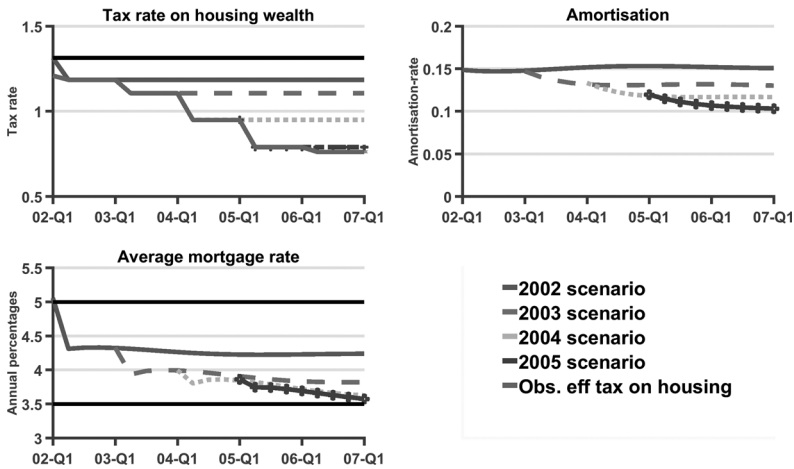 Tax rate on housing wealth
1.5
1
0.5
Tax rate
02-Q1 03-Q1 04-Q1 05-Q1 06-Q1 07-Q1
Amortisation
0.2
0.15
0.1
0.05
0
Amortisation-rate
02-Q1 03-Q1 04-Q1 05-Q1 06-Q1 07-Q1
Average mortgage rate
5.5
5
4.5
4
3.5
3
Annual percentages
02-Q1 03-Q1 04-Q1 05-Q1 06-Q1 07-Q1
2002 scenario
2003 scenario
2004 scenario
2005 scenario
Obs. eff tax on housing